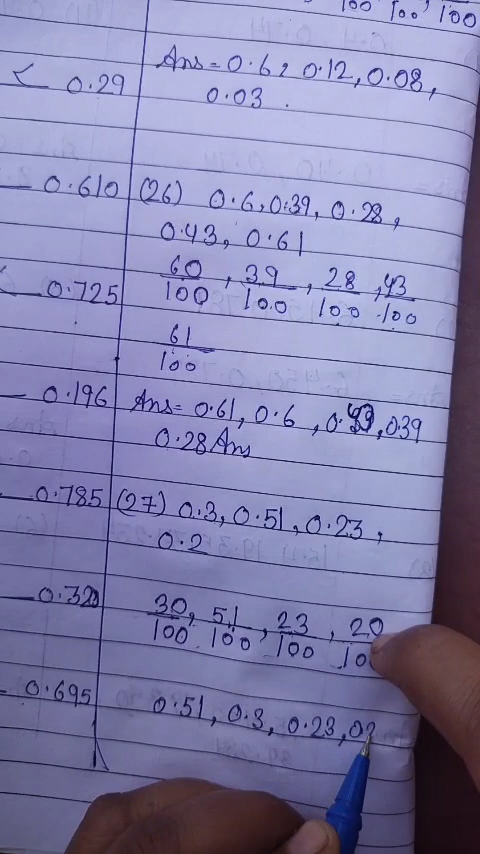 100 100, 100
Ans = 0.6, 0.12, 0.08,
< 0.29
0.03.
0.610
(26) 0.6, 0.39, 0.28,
0.43, 0.61
60/100, 39/100, 28/100, 43/100
0.725
61/100
0.196
Ans = 0.61, 0.6, 0.43, 0.39
0.28 Ans
0.785
(27) 0.3, 0.51, 0.23,
0.2
0.320
30/100, 51/100, 23/100, 20/100
0.695
0.51, 0.3, 0.23, 02